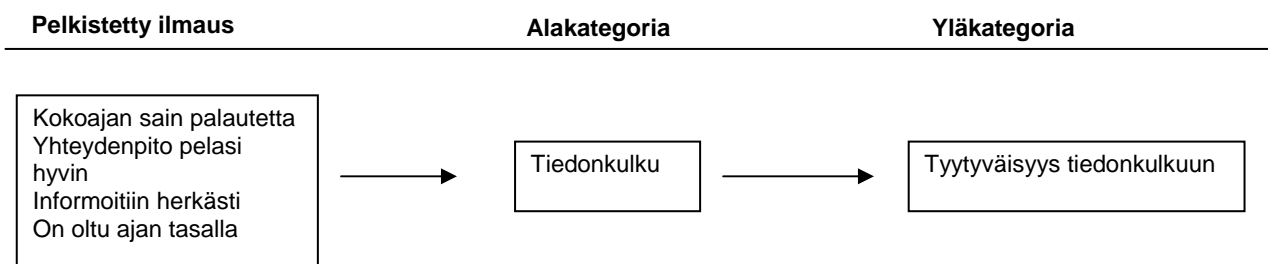 Pelkistetty ilmaus Alakategoria Yläkategoria
Kokoajan sain palautetta
Yhteydenpito pelasi
hyvin
Informoitiin herkästi
On oltu ajan tasalla
Tiedonkulku
Tyytyväisyys tiedonkulkuun